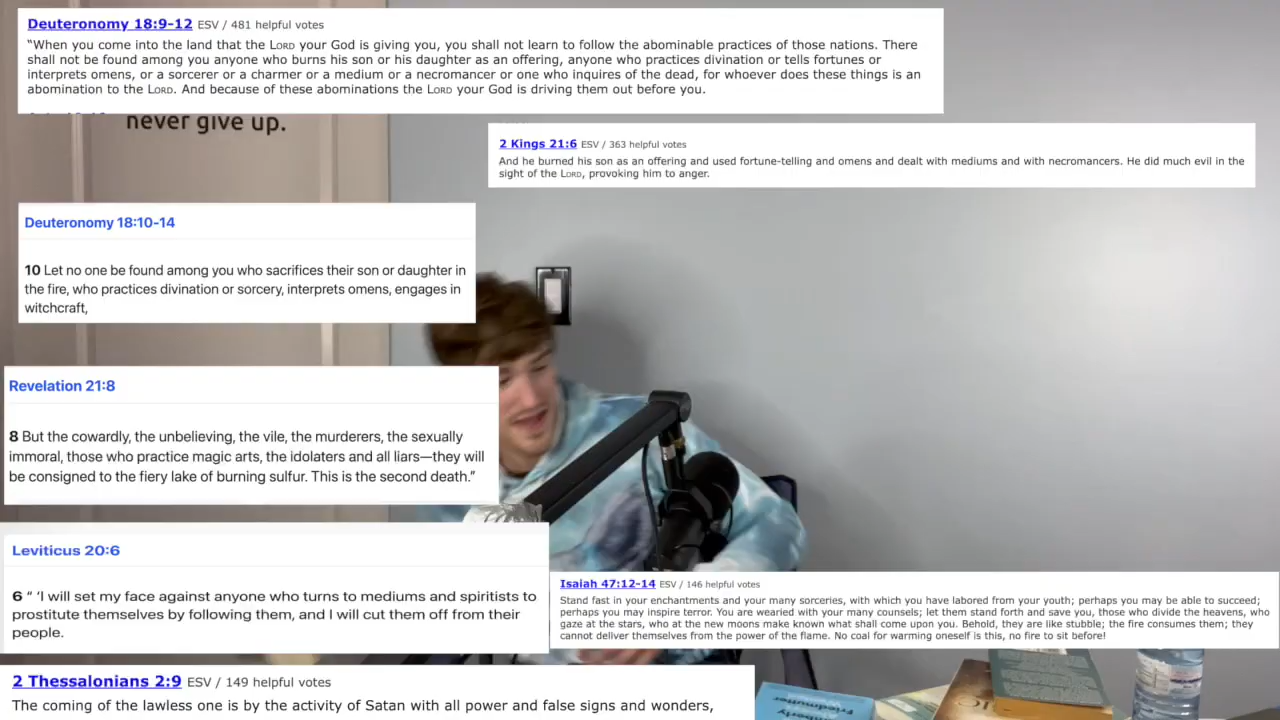 Deuteronomy 18:9-12 ESV / 481 helpful votes
“When you come into the land that the LORD your God is giving you, you shall not learn to follow the abominable practices of those nations. There
shall not be found among you anyone who burns his son or his daughter as an offering, anyone who practices divination or tells fortunes or
interprets omens, or a sorcerer or a charmer or a medium or a necromancer or one who inquires of the dead, for whoever does these things is an
abomination to the LORD. And because of these abominations the LORD your God is driving them out before you.
never give up.
2 Kings 21:6 ESV / 363 helpful votes
And he burned his son as an offering and used fortune-telling and omens and dealt with mediums and with necromancers. He did much evil in the
sight of the LORD, provoking him to anger.
Deuteronomy 18:10-14
10 Let no one be found among you who sacrifices their son or daughter in
the fire, who practices divination or sorcery, interprets omens, engages in
witchcraft,
Revelation 21:8
8 But the cowardly, the unbelieving, the vile, the murderers, the sexually
immoral, those who practice magic arts, the idolaters and all liars—they will
be consigned to the fiery lake of burning sulfur. This is the second death.”
Leviticus 20:6
6 “ ‘I will set my face against anyone who turns to mediums and spiritists to
prostitute themselves by following them, and I will cut them off from their
people.
Isaiah 47:12-14 ESV / 146 helpful votes
Stand fast in your enchantments and your many sorceries, with which you have labored from your youth; perhaps you may be able to succeed;
perhaps you may inspire terror. You are wearied with your many counsels; let them stand forth and save you, those who divide the heavens, who
gaze at the stars, who at the new moons make known what shall come upon you. Behold, they are like stubble; the fire consumes them; they
cannot deliver themselves from the power of the flame. No coal for warming oneself is this, no fire to sit before!
2 Thessalonians 2:9 ESV / 149 helpful votes
The coming of the lawless one is by the activity of Satan with all power and false signs and wonders,